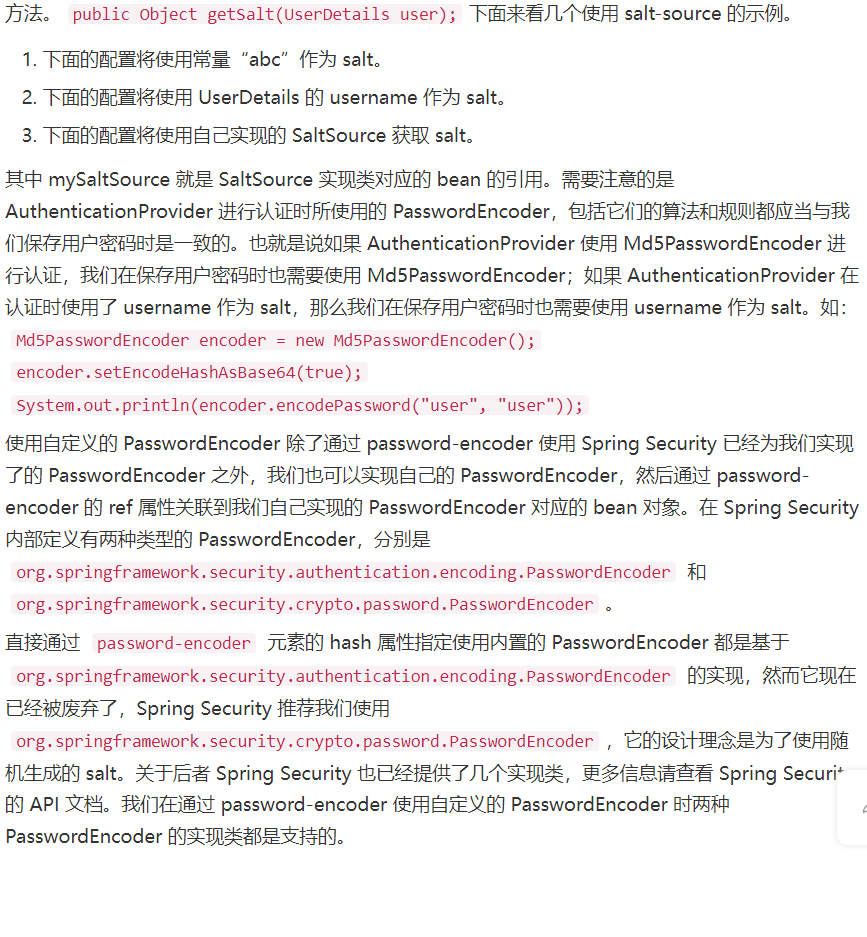 方法。 public Object getSalt(UserDetails user); 下面来看几个使用 salt-source 的示例。
1. 下面的配置将使用常量“abc”作为 salt。
2. 下面的配置将使用 UserDetails 的 username 作为 salt。
3. 下面的配置将使用自己实现的 SaltSource 获取 salt。
其中 mySaltSource 就是 SaltSource 实现类对应的 bean 的引用。需要注意的是
AuthenticationProvider 进行认证时所使用的 PasswordEncoder，包括它们的算法和规则都应当与我
们保存用户密码时是一致的。也就是说如果 AuthenticationProvider 使用 Md5PasswordEncoder 进
行认证，我们在保存用户密码时也需要使用 Md5PasswordEncoder；如果 AuthenticationProvider 在
认证时使用了 username 作为 salt，那么我们在保存用户密码时也需要使用 username 作为 salt。如：
Md5PasswordEncoder encoder = new Md5PasswordEncoder();
encoder.setEncodeHashAsBase64(true);
System.out.println(encoder.encodePassword("user", "user"));
使用自定义的 PasswordEncoder 除了通过 password-encoder 使用 Spring Security 已经为我们实现
了的 PasswordEncoder 之外，我们也可以实现自己的 PasswordEncoder，然后通过 password-
encoder 的 ref 属性关联到我们自己实现的 PasswordEncoder 对应的 bean 对象。在 Spring Security
内部定义有两种类型的 PasswordEncoder，分别是
org.springframework.security.authentication.encoding.PasswordEncoder 和
org.springframework.security.crypto.password.PasswordEncoder 。
直接通过 password-encoder 元素的 hash 属性指定使用内置的 PasswordEncoder 都是基于
org.springframework.security.authentication.encoding.PasswordEncoder 的实现，然而它现在
已经被废弃了，Spring Security 推荐我们使用
org.springframework.security.crypto.password.PasswordEncoder ，它的设计理念是为了使用随
机生成的 salt。关于后者 Spring Security 也已经提供了几个实现类，更多信息请查看 Spring Securit
的 API 文档。我们在通过 password-encoder 使用自定义的 PasswordEncoder 时两种
PasswordEncoder 的实现类都是支持的。